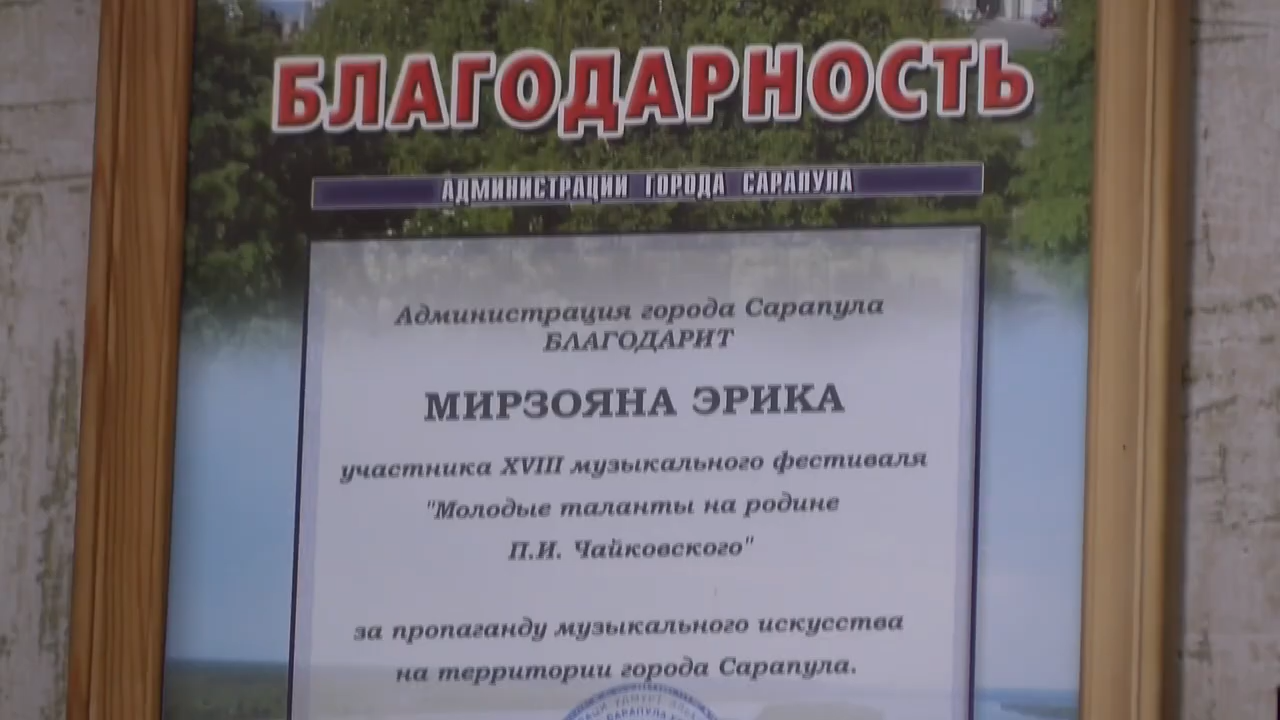 БЛАГОДАРНОСТЬ
АДМИНИСТРАЦИИ ГОРОДА САРАПУЛА
Администрация города Сарапула
БЛАГОДАРИТ
МИРЗОЯНА ЭРИКА
участника XVIII музыкального фестиваля
"Молодые таланты на родине
П.И. Чайковского"
за пропаганду музыкального искусства
на территории города Сарапула.